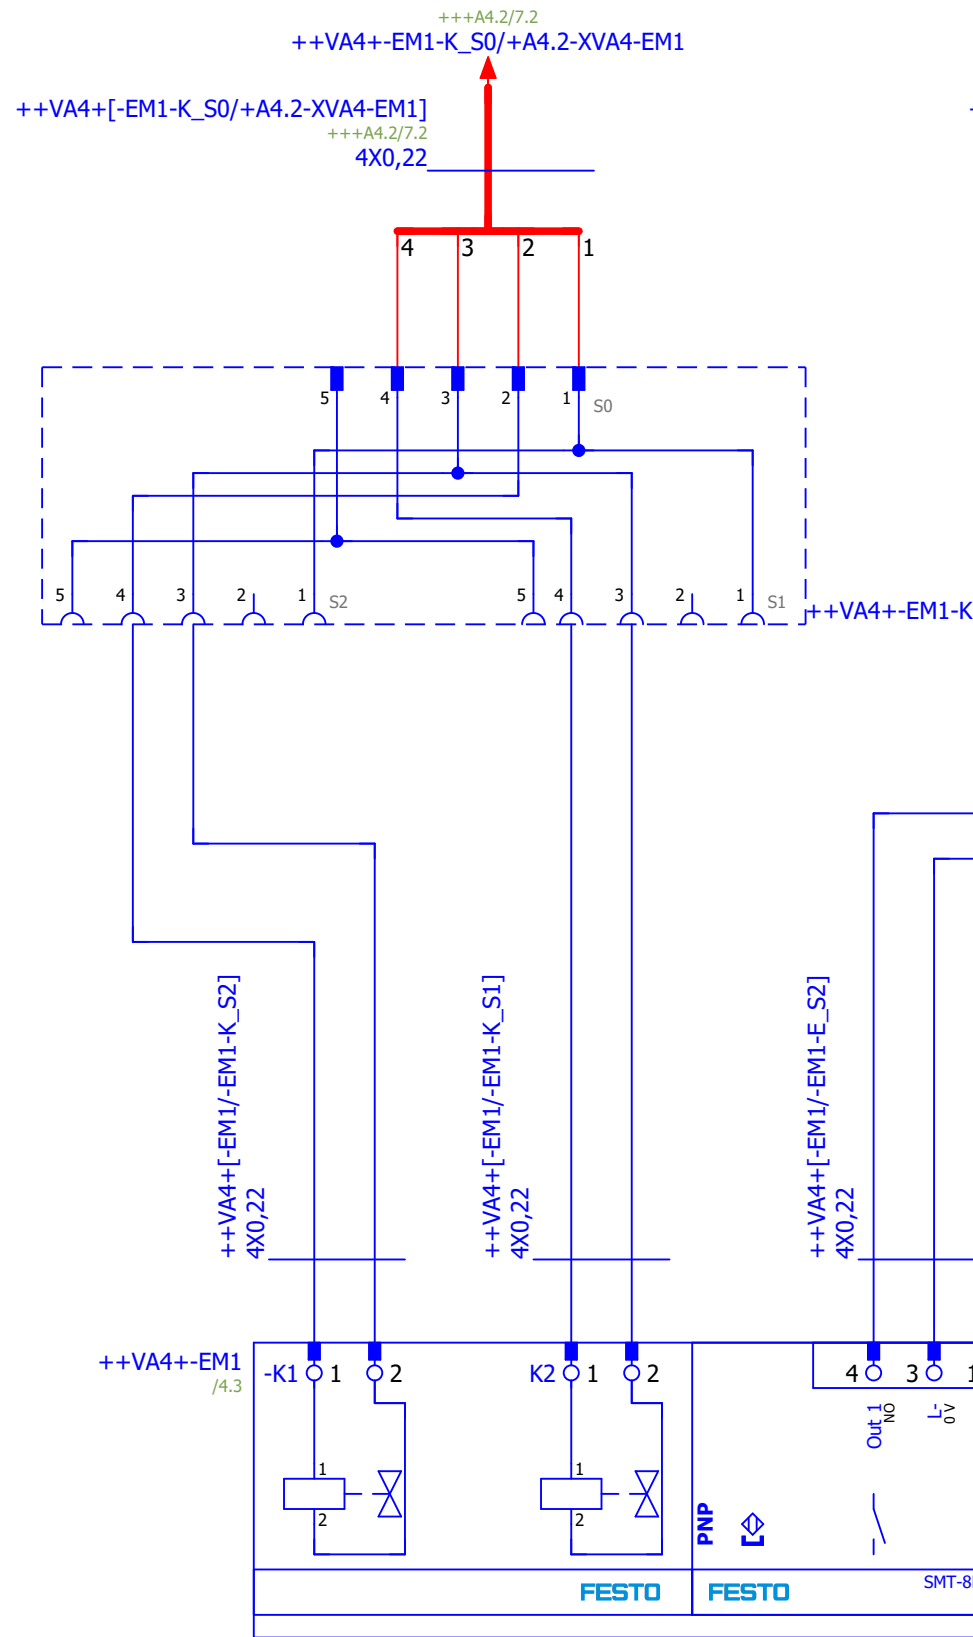 +++A4.2/7.2
++VA4+-EM1-K_S0/+A4.2-XVA4-EM1
++VA4+[-EM1-K_S0/+A4.2-XVA4-EM1]
+++A4.2/7.2
4X0,22
4 3 2 1
5 4 3 2 1 S0
5 4 3 2 1 S2 5 4 3 2 1 S1
++VA4+-EM1-K
++VA4+[-EM1/-EM1-K_S2]
4X0,22
++VA4+[-EM1/-EM1-K_S1]
4X0,22
++VA4+[-EM1/-EM1-E_S2]
4X0,22
++VA4+-EM1
/4.3
-K1 1 2 K2 1 2 4 3 1
Out 1
NO
L-
0 V
1 1
2 2
PNP
FESTO FESTO SMT-8